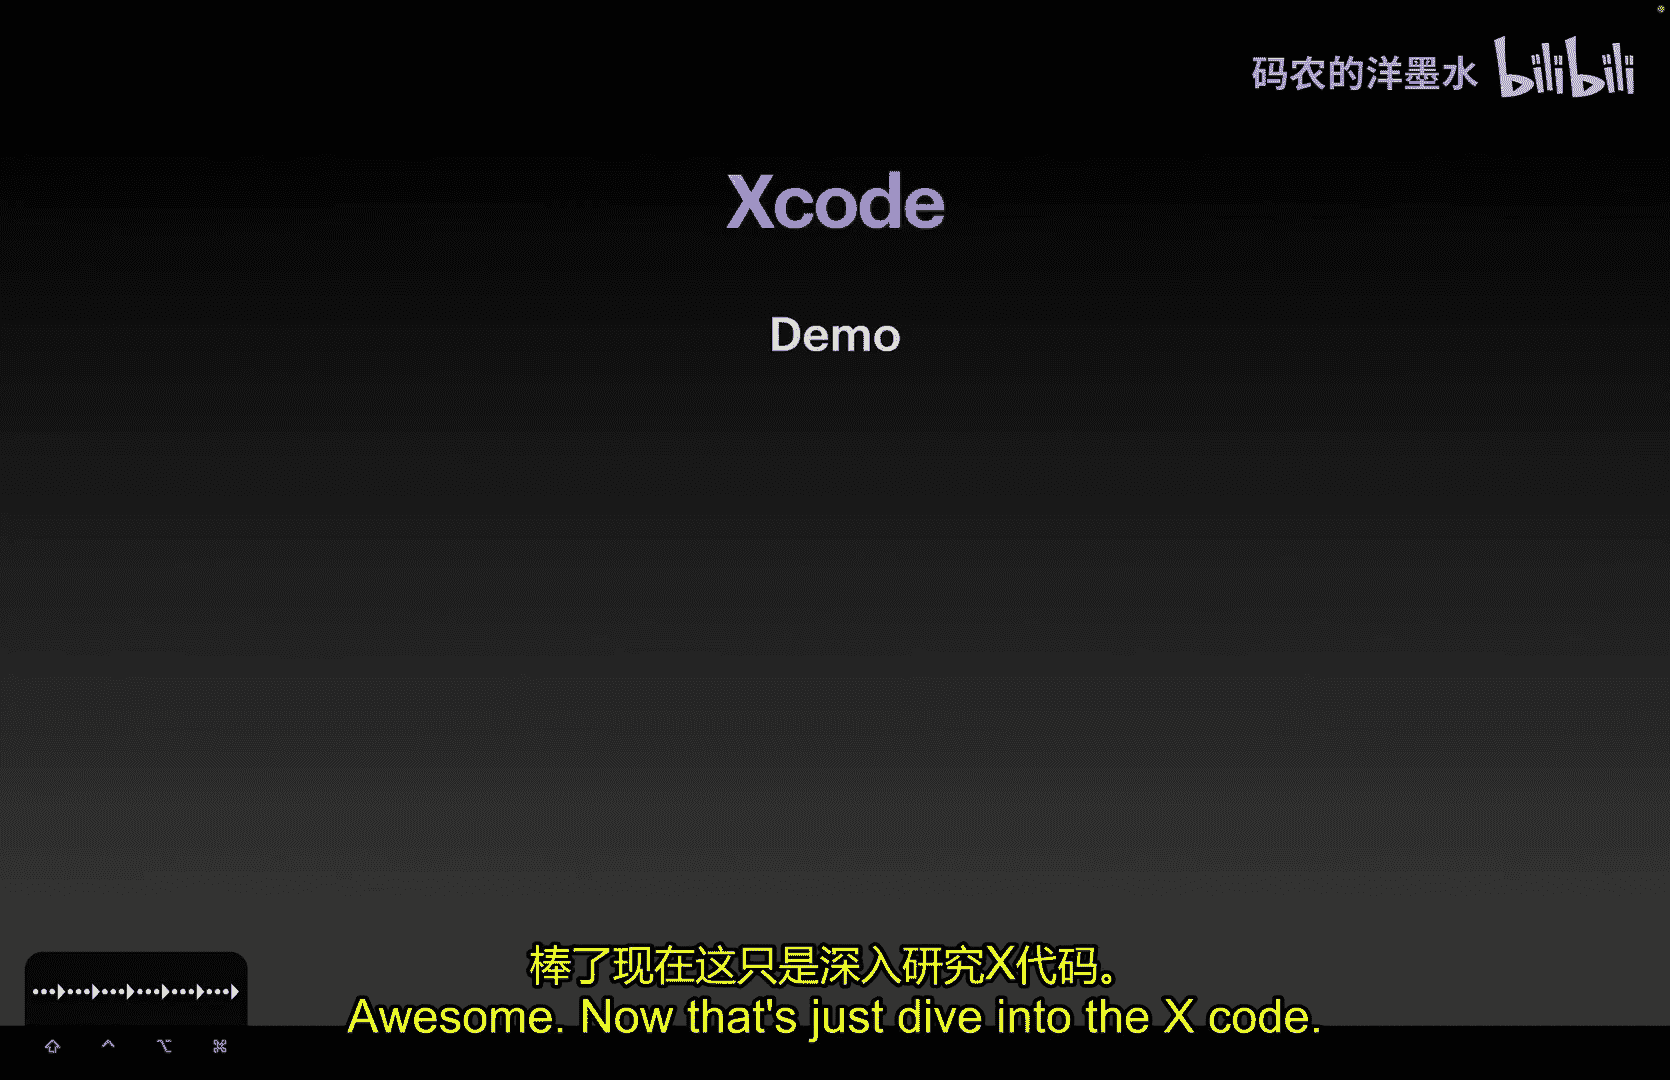 码农的洋墨水 bilibili
Xcode
Demo
棒了现在这只是深入研究X代码。
Awesome. Now that's just dive into the X code.